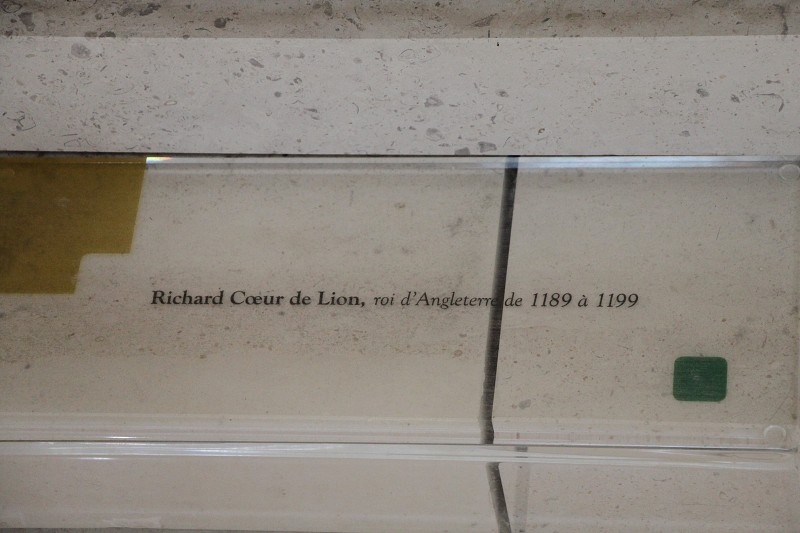 Richard Cœur de Lion, roi d'Angleterre de 1189 à 1199